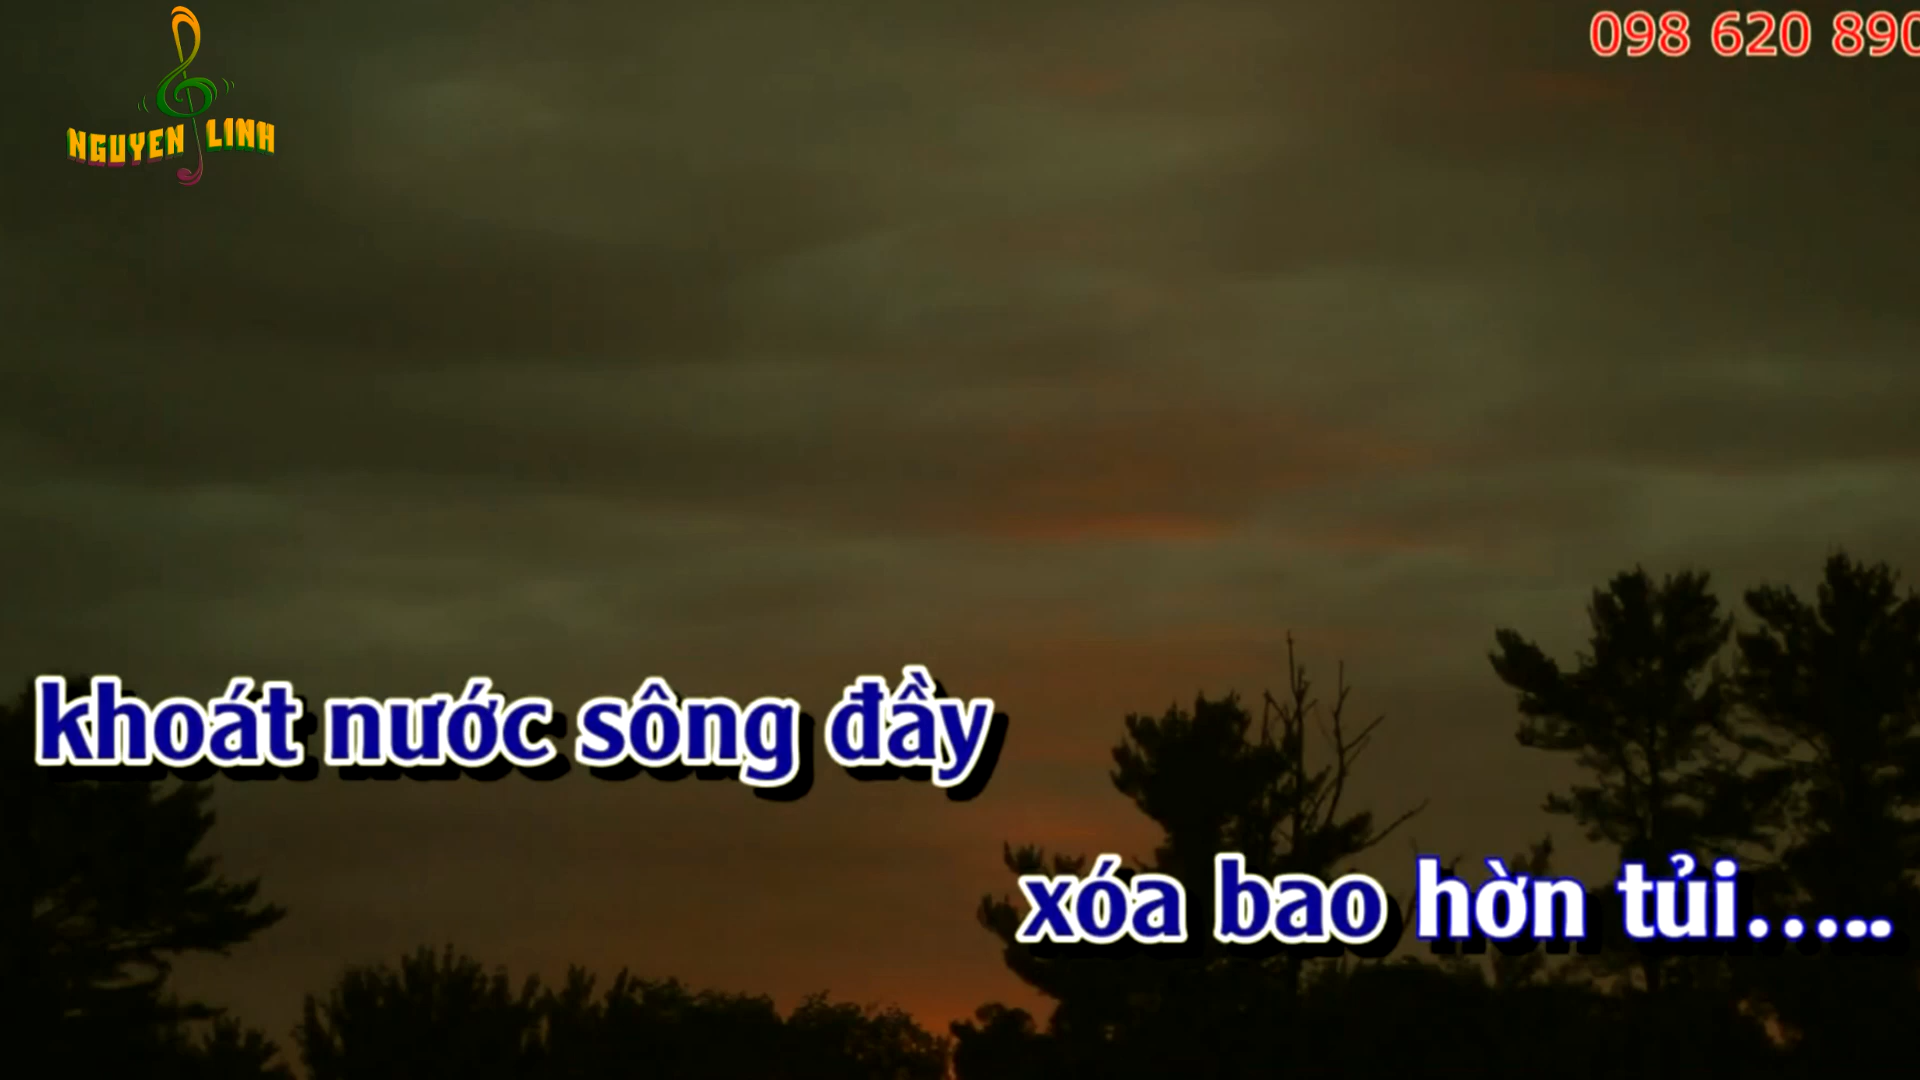 NGUYEN LINH
098 620 890
khoát nước sông đầy
xóa bao hờn tủi…..